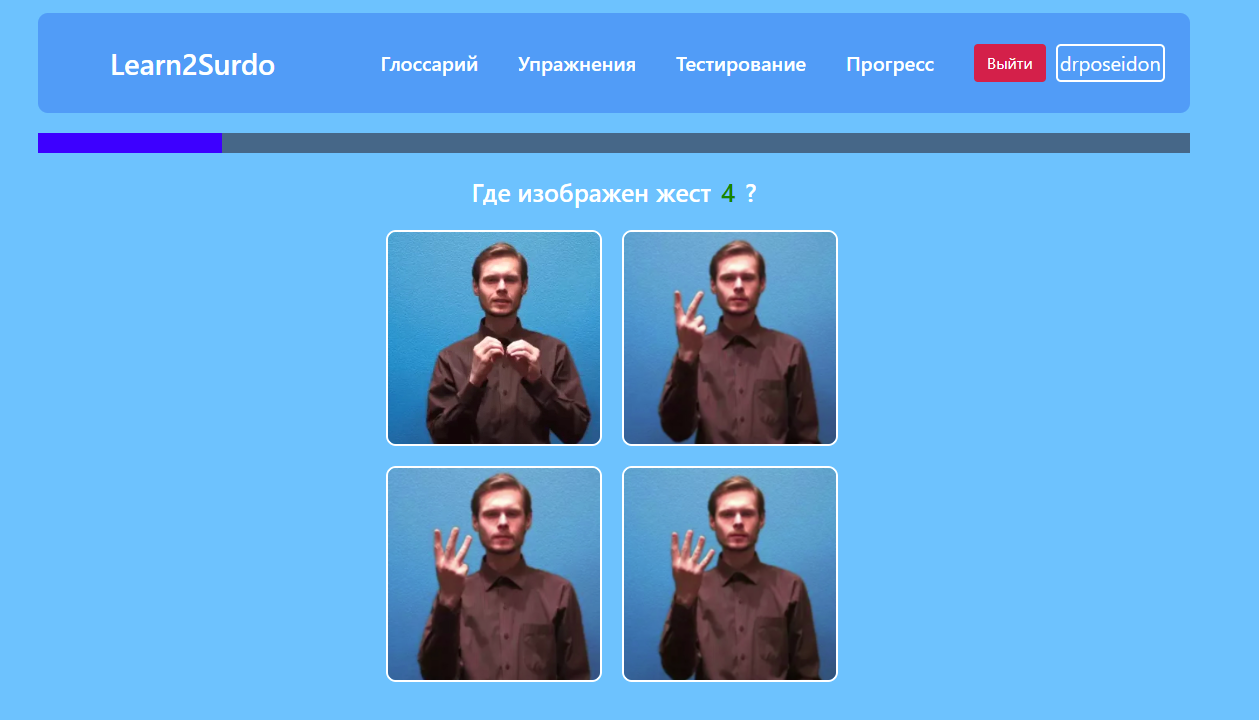 Learn2Surdo Глоссарий Упражнения Тестирование Прогресс Выйти drposeidon
Где изображен жест 4 ?